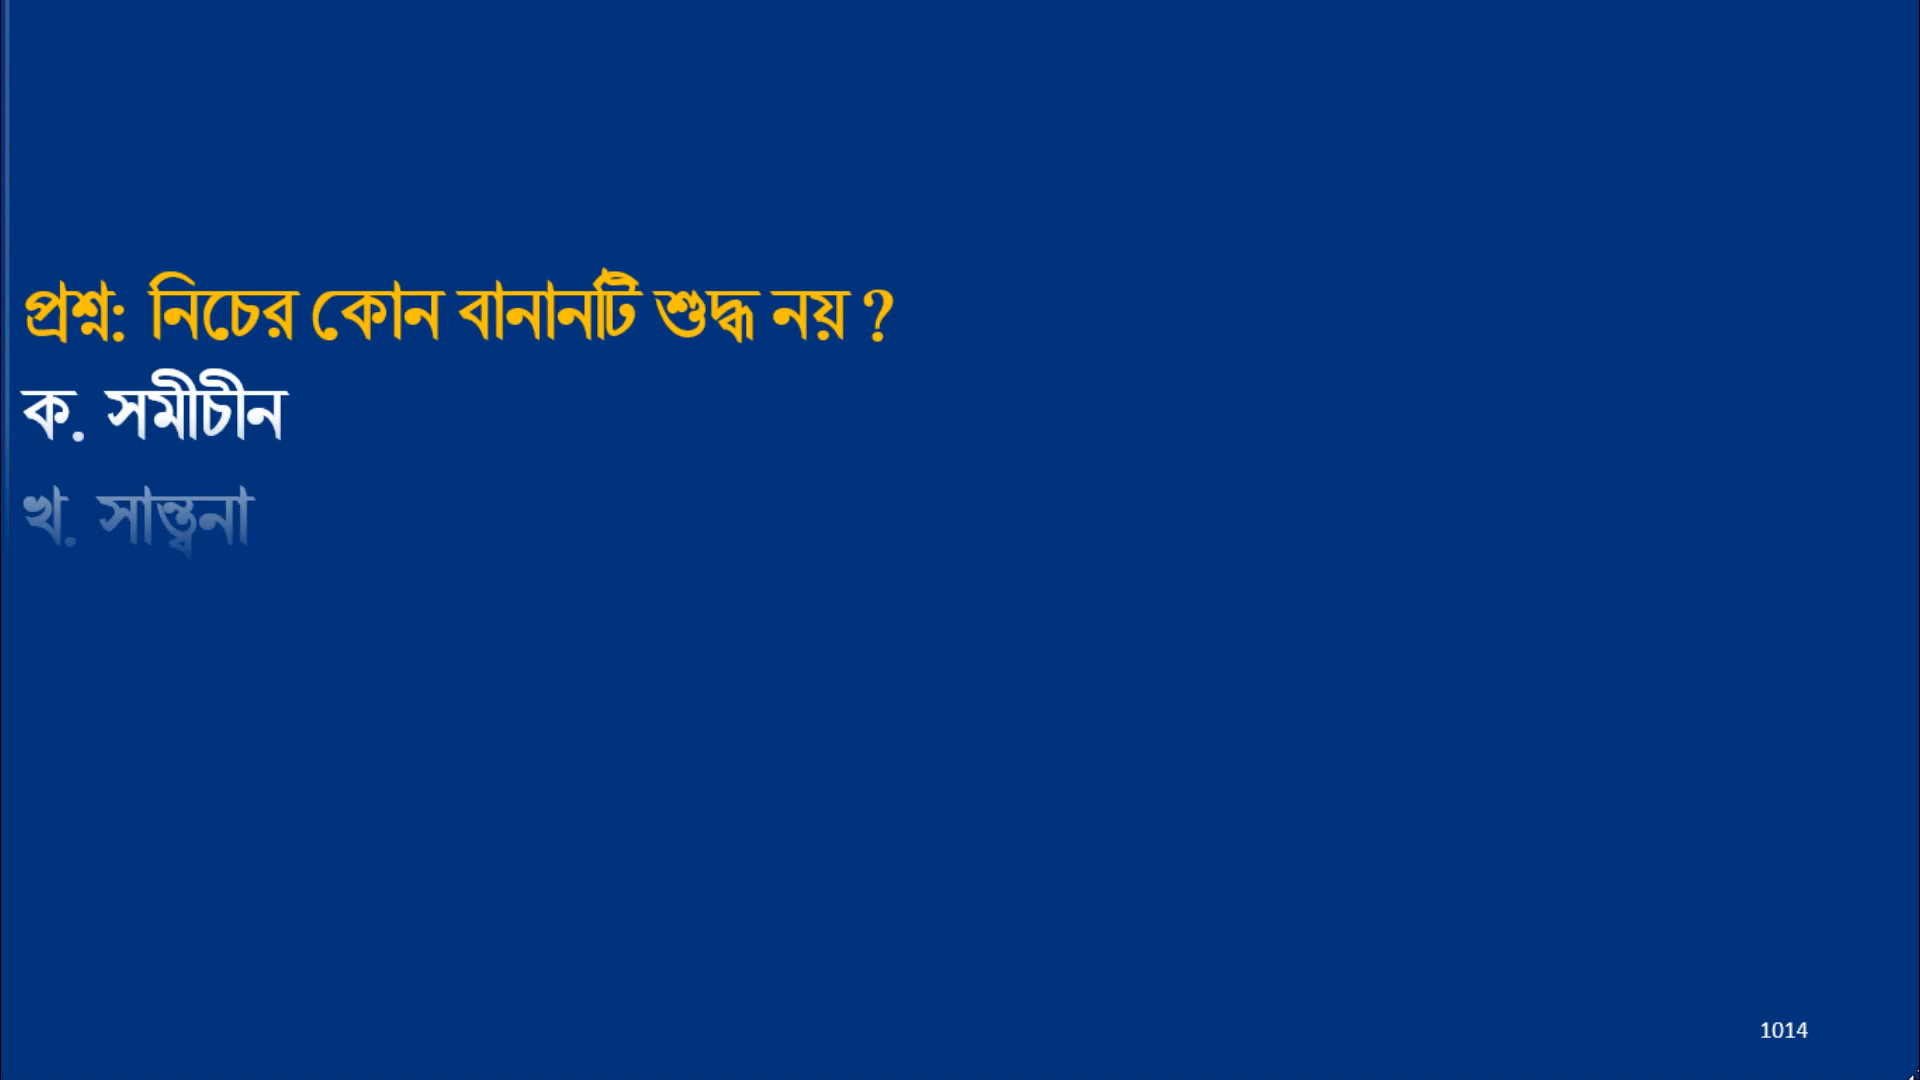 প্রশ্ন: নিচের কোন বানানটি শুদ্ধ নয় ?
ক. সমীচীন
খ. সান্ত্বনা
1014